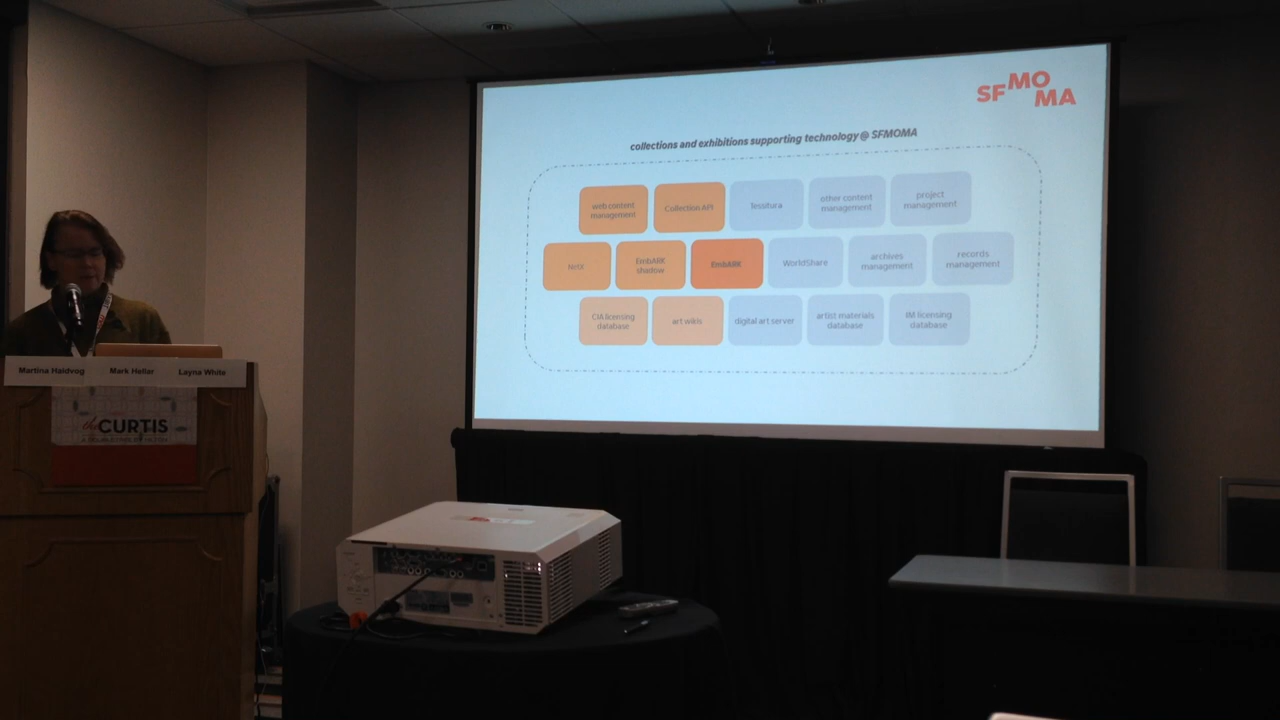 SFMO
MA
collections and exhibitions supporting technology @ SFMOMA
web content
management
Collection API
tessitura
other content
management
project
management
NetX
EmbARK
shadow
EmbARK
WorldShare
archives
management
records
management
CIA licensing
database
art wikis
digital art server
artist materials
database
IM licensing
database
Martina Haidvog Mark Hellar Layna White
the CURTIS